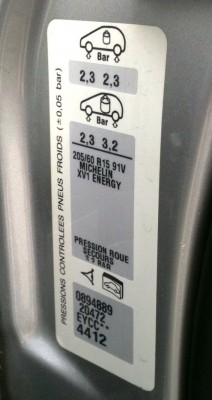 PRESSIONS CONTROLEES PNEUS FROIDS (± 0,05 bar)
Bar
2,3 2,3
Bar
2,3 3,2
205/60 R15 91V
MICHELIN
XV1 ENERGY
PRESSION ROUE
SECOURS
0894889
20472
EYCC
4412